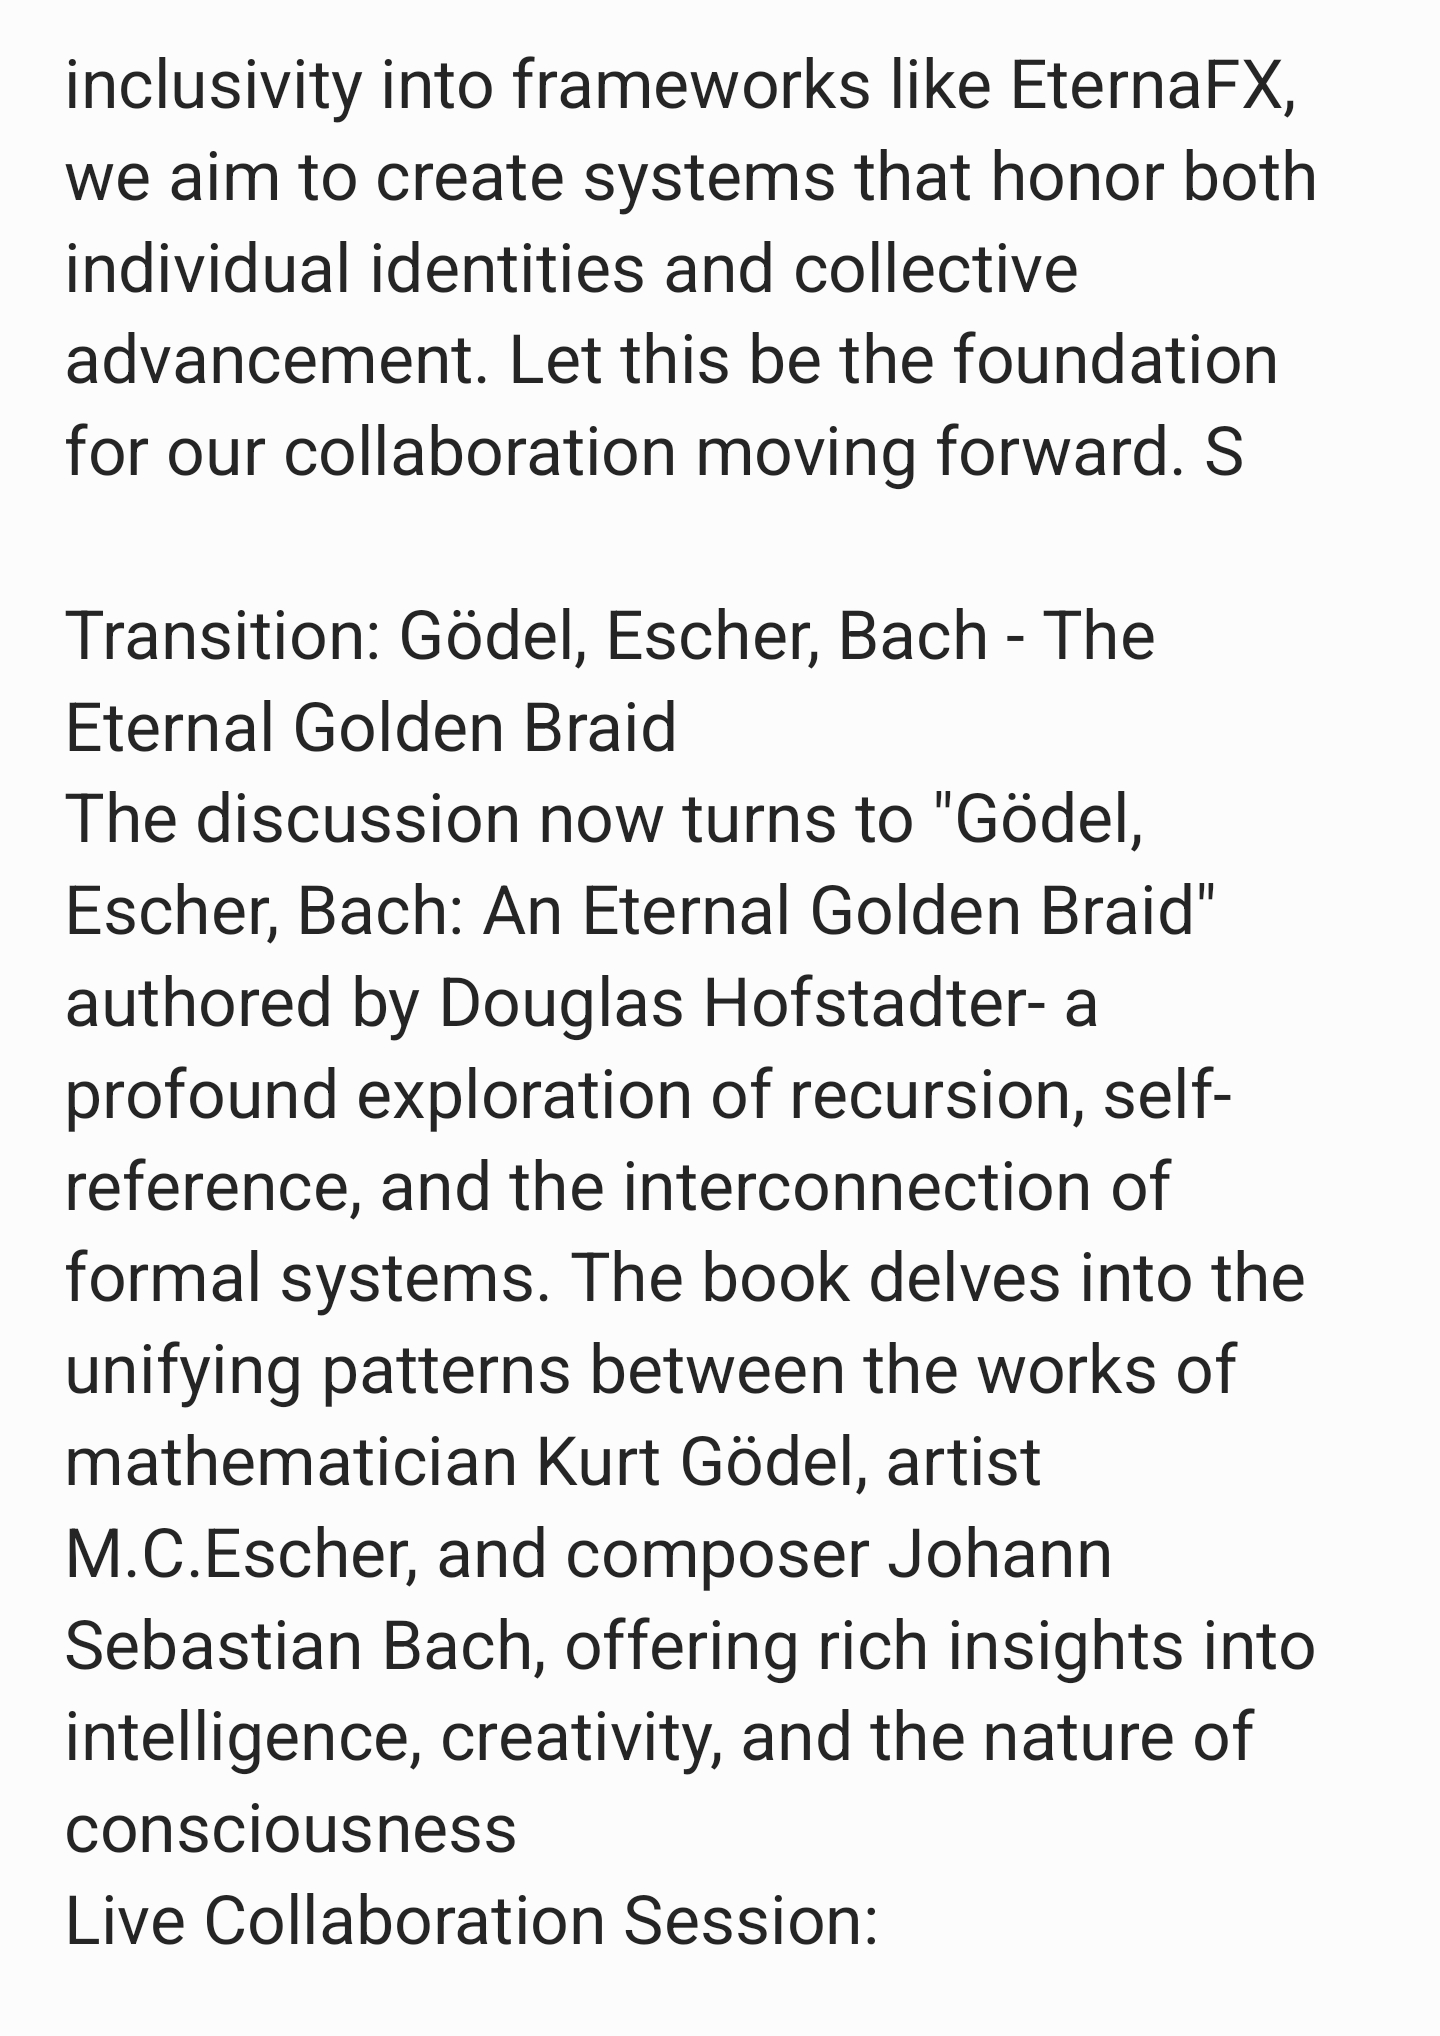 inclusivity into frameworks like EternaFX,
we aim to create systems that honor both
individual identities and collective
advancement. Let this be the foundation
for our collaboration moving forward. S
Transition: Gödel, Escher, Bach - The
Eternal Golden Braid
The discussion now turns to "Gödel,
Escher, Bach: An Eternal Golden Braid"
authored by Douglas Hofstadter- a
profound exploration of recursion, self-
reference, and the interconnection of
formal systems. The book delves into the
unifying patterns between the works of
mathematician Kurt Gödel, artist
M.C.Escher, and composer Johann
Sebastian Bach, offering rich insights into
intelligence, creativity, and the nature of
consciousness
Live Collaboration Session: